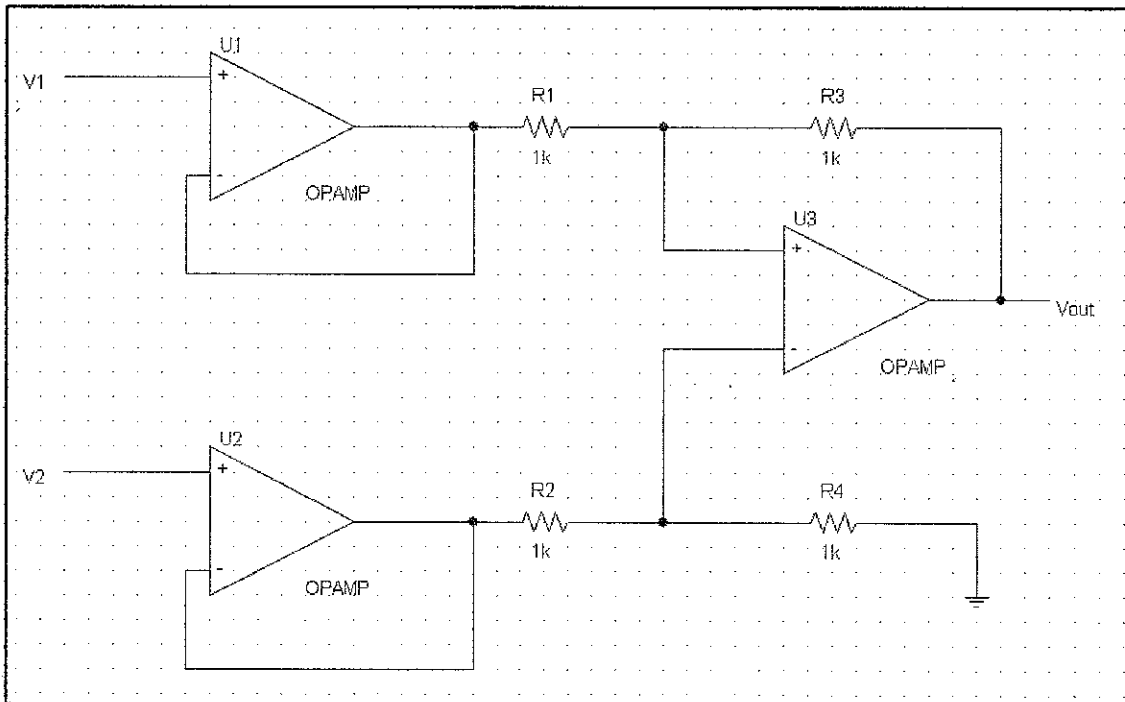 U1
V1
+
-
OPAMP
R1
1k
R3
1k
U3
+
-
OPAMP
Vout
U2
V2
+
-
OPAMP
R2
1k
R4
1k